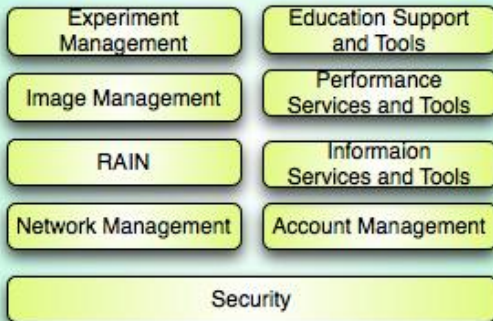 Experiment
Management
Education Support
and Tools
Image Management
Performance
Services and Tools
RAIN
Informaion
Services and Tools
Network Management
Account Management
Security